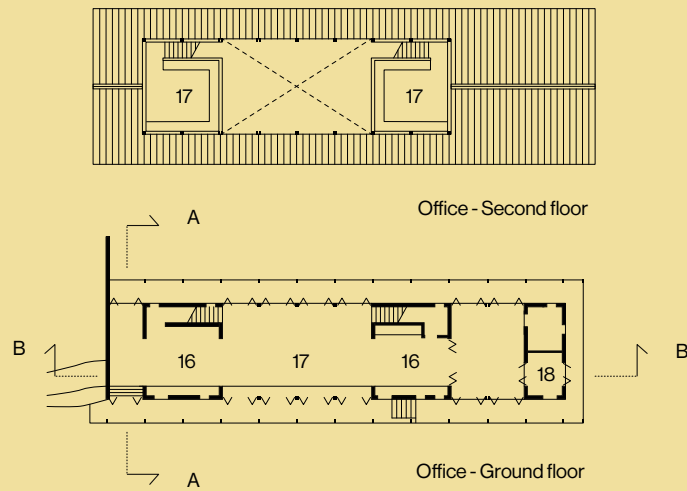 17
17
Office - Second floor
A
B
B
16
17
16
18
A
Office - Ground floor